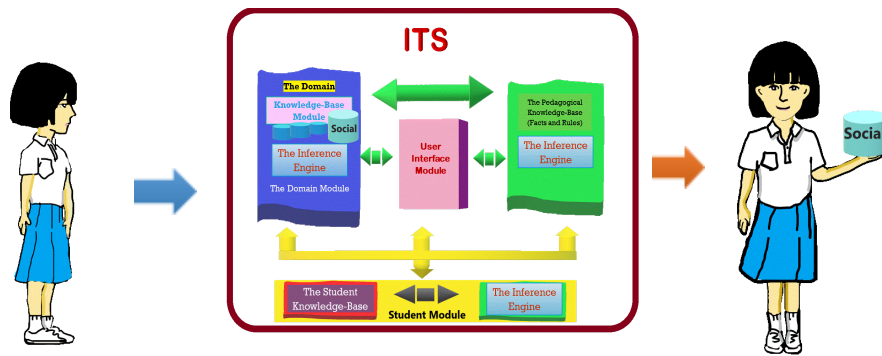 ITS
The Domain
Knowledge-Base
Module
Social
The Inference
Engine
The Domain Module
User
Interface
Module
The Pedagogical
Knowledge-Base
(Facts and Rules)
The Inference
Engine
The Student
Knowledge-Base
Student Module
The Inference
Engine
Social